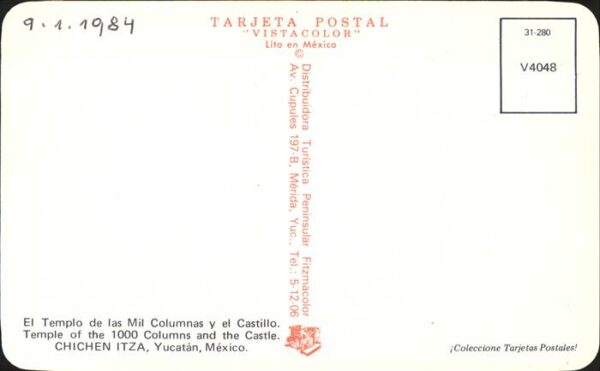 9.1.1984
TARJETA POSTAL
"VISTACOLOR"
Lito en México
©
Distribuidora Turística Peninsular Fitzmacolor
Av. Cupules 197-B, Mérida, Yuc., Tel.: 5-12-06
31-280
V4048
El Templo de las Mil Columnas y el Castillo.
Temple of the 1000 Columns and the Castle.
CHICHEN ITZA, Yucatán, México.
¡Coleccione Tarjetas Postales!